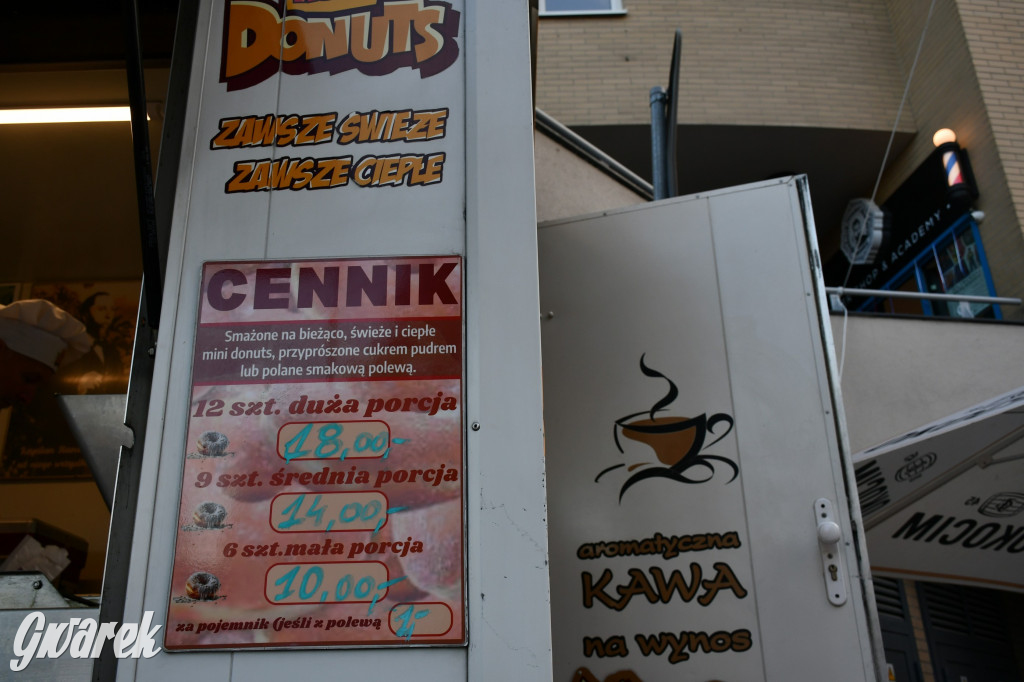 DONUTS
ZAWSZE ŚWIEŻE
ZAWSZE CIEPŁE
CENNIK
Smażone na bieżąco, świeże i ciepłe
mini donuts, przyprószone cukrem pudrem
lub polane smakową polewą.
12 szt. duża porcja
18,00,-
9 szt. średnia porcja
14,00,-
6 szt.mała porcja
10,00,-
za pojemnik (jeśli z polewą 1,-
aromatyczna
KAWA
na wynos
& ACADEMY
OKOCIM
Gwarek